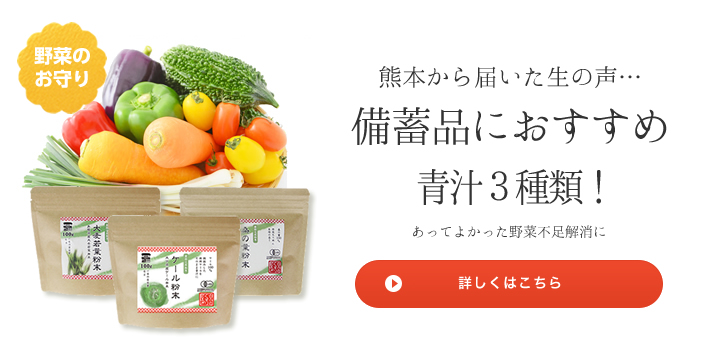 野菜の
お守り
熊本から届いた生の声…
備蓄品におすすめ
青汁３種類！
あってよかった野菜不足解消に
詳しくはこちら
大麦若葉粉末
100g
ケール粉末
100g
の葉粉末